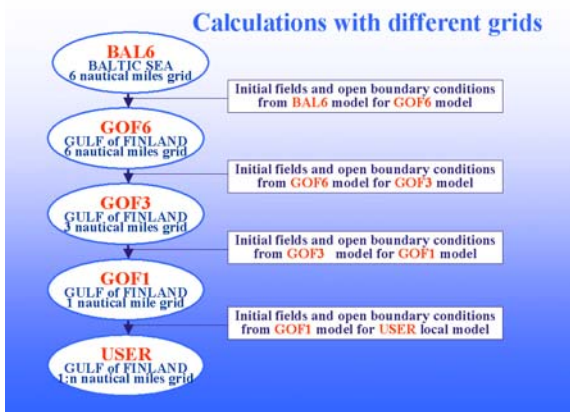 Calculations with different grids
BAL6
BALTIC SEA
6 nautical miles grid
Initial fields and open boundary conditions
from BAL6 model for GOF6 model
GOF6
GULF of FINLAND
6 nautical miles grid
Initial fields and open boundary conditions
from GOF6 model for GOF3 model
GOF3
GULF of FINLAND
3 nautical miles grid
Initial fields and open boundary conditions
from GOF3 model for GOF1 model
GOF1
GULF of FINLAND
1 nautical mile grid
Initial fields and open boundary conditions
from GOF1 model for USER local model
USER
GULF of FINLAND
1:n nautical miles grid